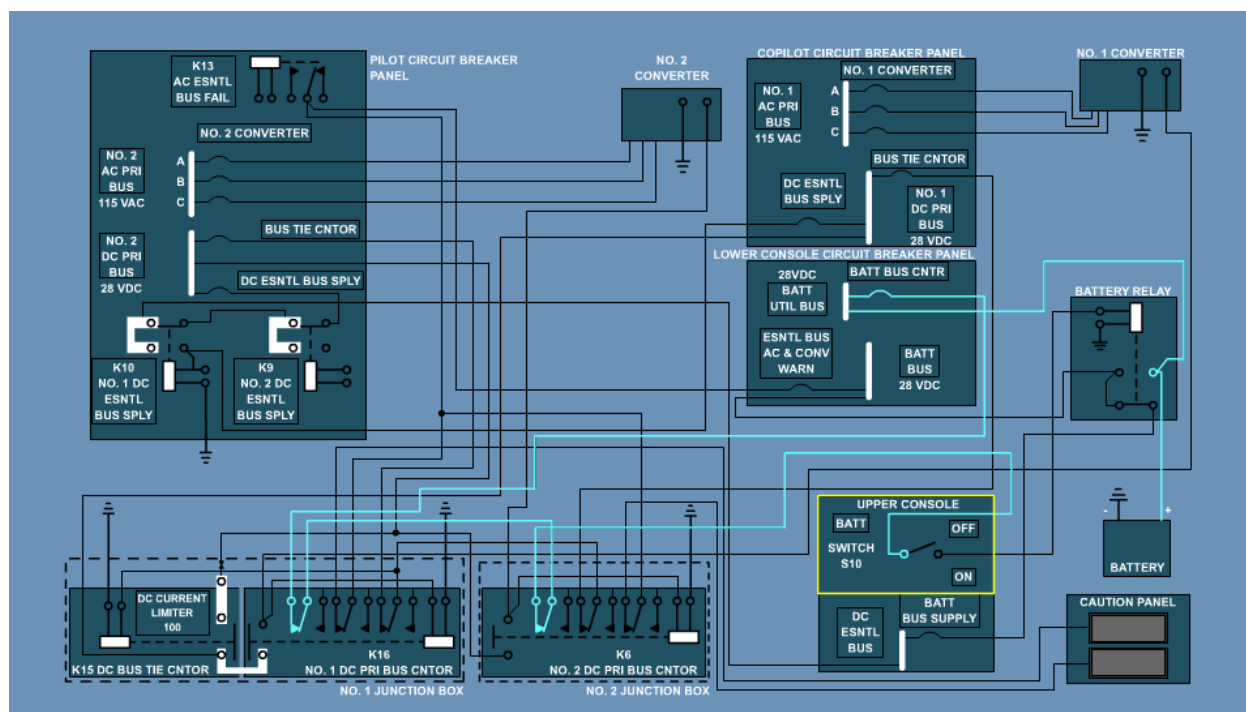 K13
AC ESNTL
BUS FAIL
PILOT CIRCUIT BREAKER
PANEL
NO. 2 CONVERTER
NO. 2
AC PRI
BUS
115 VAC
A
B
C
BUS TIE CNTOR
NO. 2
DC PRI
BUS
28 VDC
DC ESNTL BUS SPLY
K10
NO. 1 DC
ESNTL
BUS SPLY
K9
NO. 2 DC
ESNTL
BUS SPLY
NO. 2
CONVERTER
COPILOT CIRCUIT BREAKER PANEL
NO. 1 CONVERTER
NO. 1
AC PRI
BUS
115 VAC
A
B
C
BUS TIE CNTOR
DC ESNTL
BUS SPLY
NO. 1
DC PRI
BUS
28 VDC
NO. 1 CONVERTER
LOWER CONSOLE CIRCUIT BREAKER PANEL
28VDC
BATT
UTIL BUS
BATT BUS CNTR
ESNTL BUS
AC & CONV
WARN
BATT
BUS
28 VDC
BATTERY RELAY
UPPER CONSOLE
BATT
OFF
SWITCH
S10
ON
BATT
BUS SUPPLY
DC
ESNTL
BUS
- +
BATTERY
CAUTION PANEL
DC CURRENT
LIMITER
100
K15 DC BUS TIE CNTOR
K16
NO. 1 DC PRI BUS CNTOR
NO. 1 JUNCTION BOX
K6
NO. 2 DC PRI BUS CNTOR
NO. 2 JUNCTION BOX